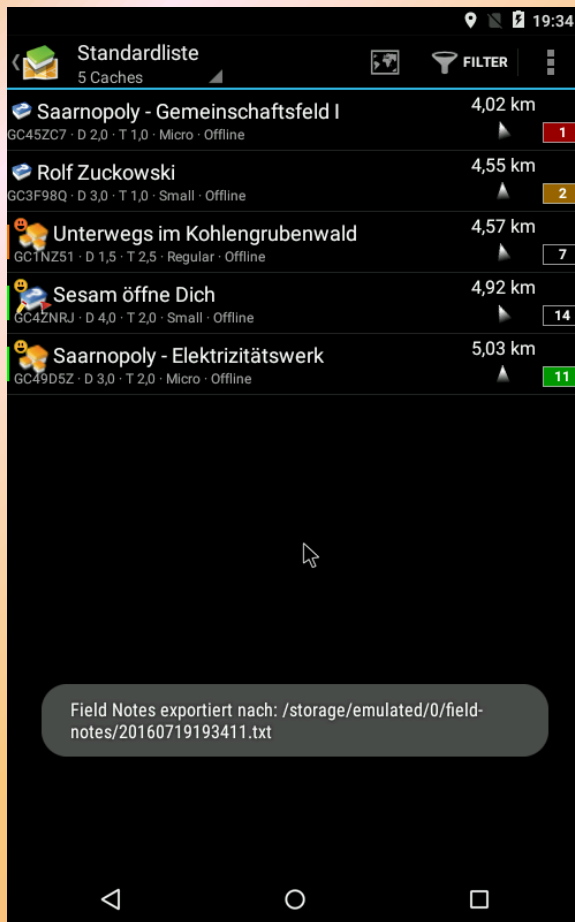 19:34
Standardliste
5 Caches
FILTER
Saarnopoly - Gemeinschaftsfeld I
4,02 km
GC45ZC7 · D 2,0 · T 1,0 · Micro · Offline
1
Rolf Zuckowski
4,55 km
GC3F98Q · D 3,0 · T 1,0 · Small · Offline
2
Unterwegs im Kohlengrubenwald
4,57 km
GC1NZ51 · D 1,5 · T 2,5 · Regular · Offline
7
Sesam öffne Dich
4,92 km
GC4ZNRJ · D 4,0 · T 2,0 · Small · Offline
14
Saarnopoly - Elektrizitätswerk
5,03 km
GC49D5Z · D 3,0 · T 2,0 · Micro · Offline
11
Field Notes exportiert nach: /storage/emulated/0/field-
notes/20160719193411.txt